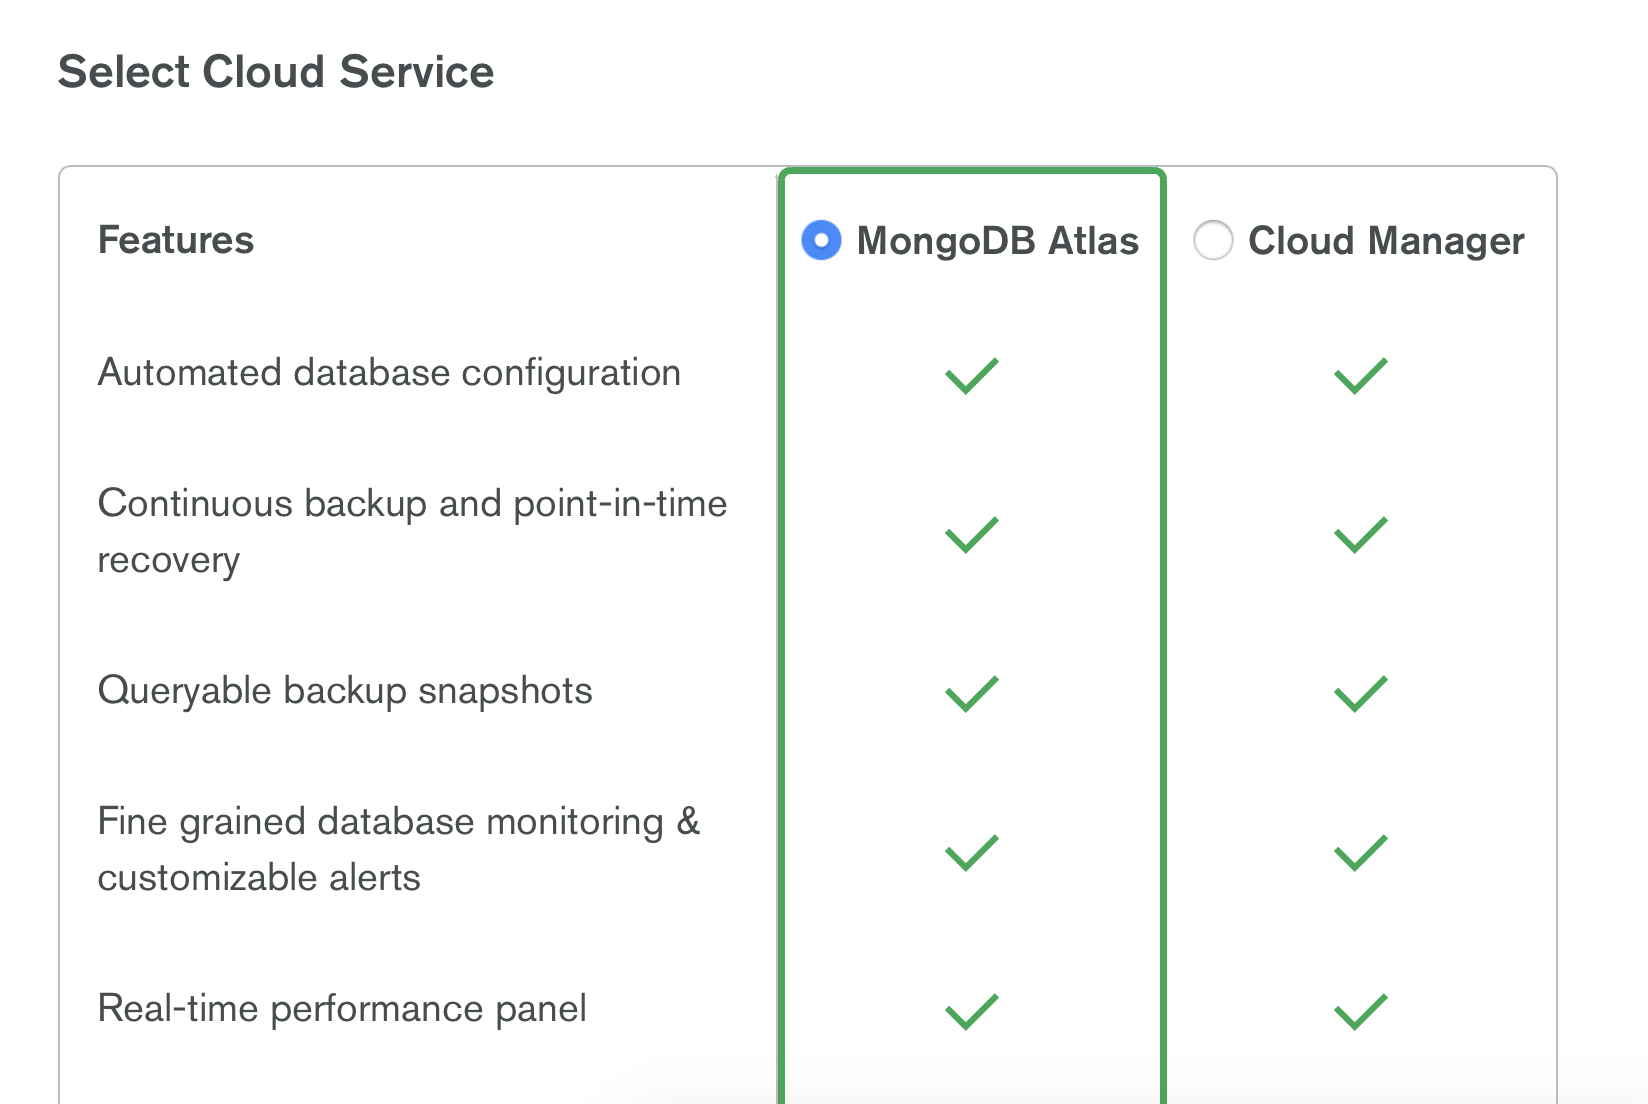 Select Cloud Service
Features
MongoDB Atlas
Cloud Manager
Automated database configuration
Continuous backup and point-in-time
recovery
Queryable backup snapshots
Fine grained database monitoring &
customizable alerts
Real-time performance panel